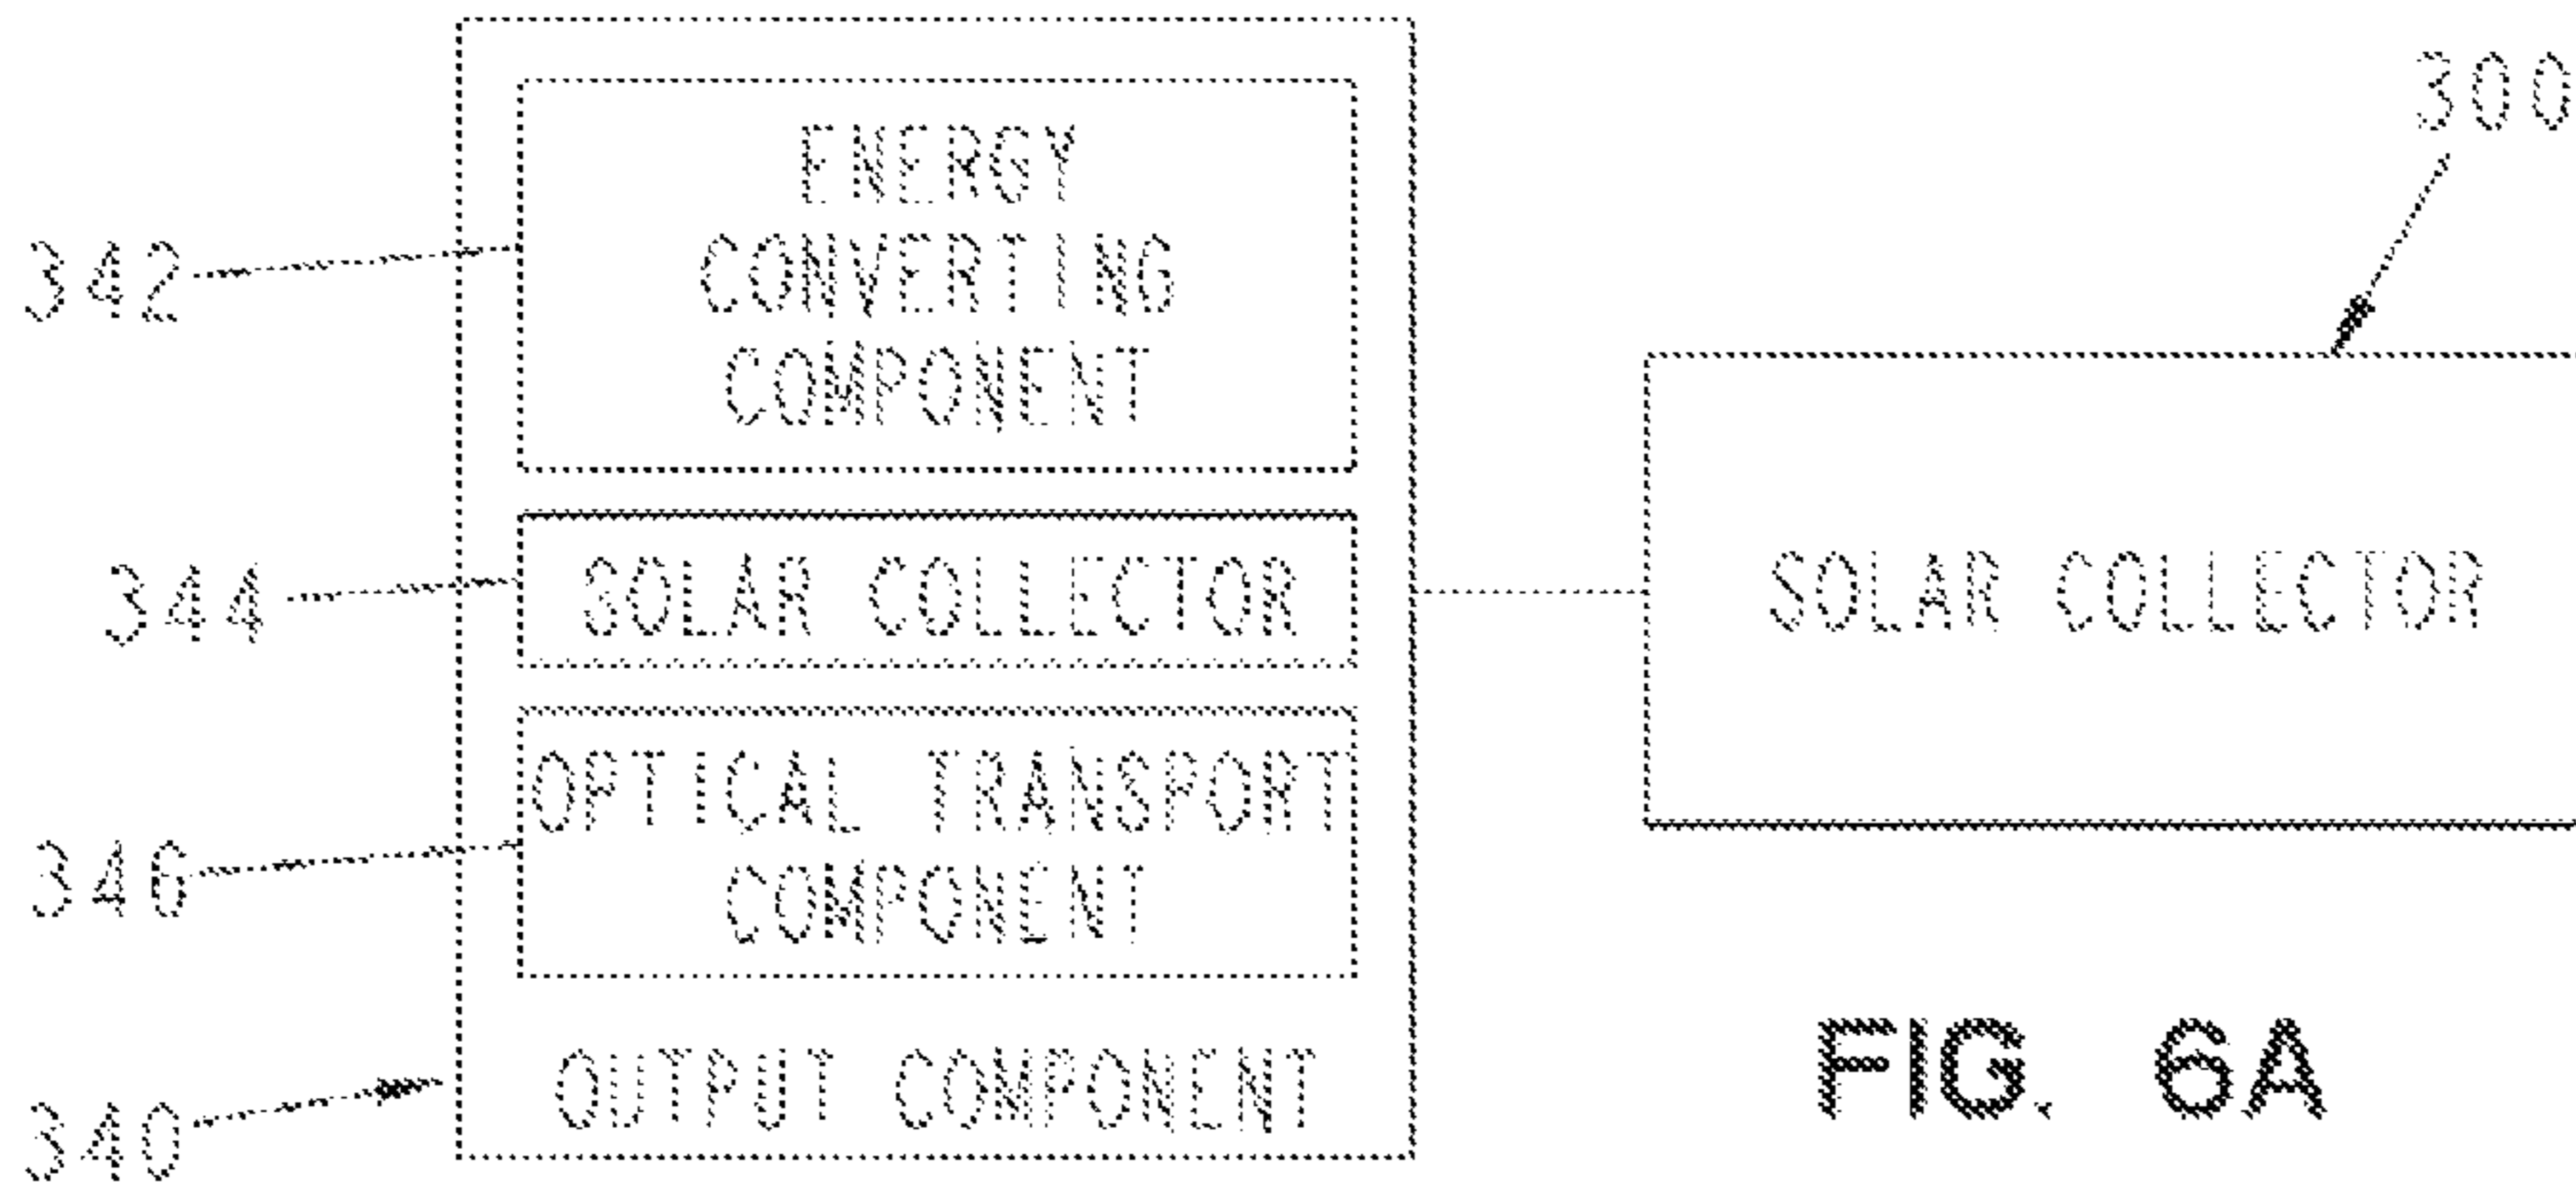 300
ENERGY
CONVERTING
COMPONENT
342
SOLAR COLLECTOR
344
SOLAR COLLECTOR
OPTICAL TRANSPORT
COMPONENT
346
OUTPUT COMPONENT
340
FIG. 6A